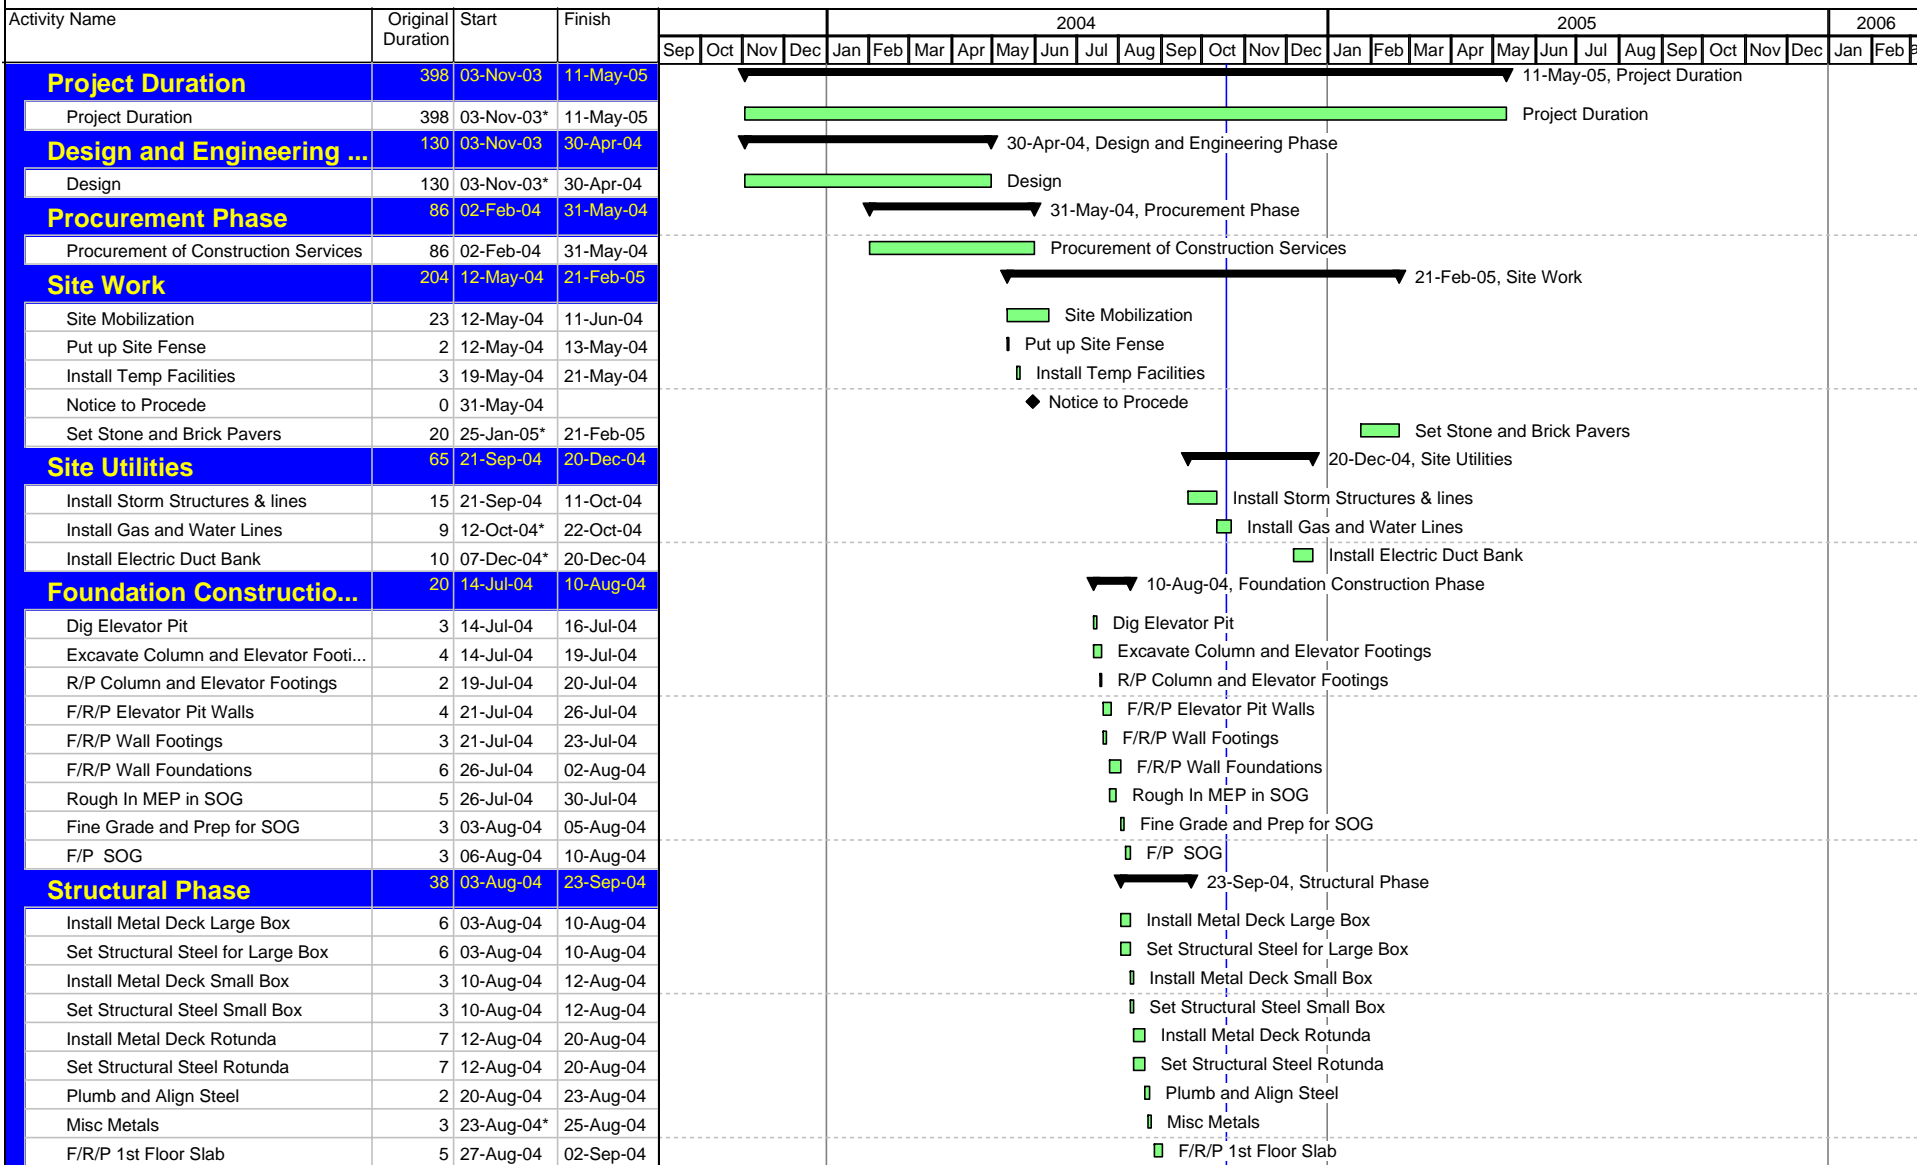 Activity Name Original Duration Start Finish
2004 2005 2006
Sep Oct Nov Dec Jan Feb Mar Apr May Jun Jul Aug Sep Oct Nov Dec Jan Feb Mar Apr May Jun Jul Aug Sep Oct Nov Dec Jan Feb
Project Duration 398 03-Nov-03 11-May-05 11-May-05, Project Duration
Project Duration 398 03-Nov-03* 11-May-05 Project Duration
Design and Engineering ... 130 03-Nov-03 30-Apr-04 30-Apr-04, Design and Engineering Phase
Design 130 03-Nov-03* 30-Apr-04 Design
Procurement Phase 86 02-Feb-04 31-May-04 31-May-04, Procurement Phase
Procurement of Construction Services 86 02-Feb-04 31-May-04 Procurement of Construction Services
Site Work 204 12-May-04 21-Feb-05 21-Feb-05, Site Work
Site Mobilization 23 12-May-04 11-Jun-04 Site Mobilization
Put up Site Fense 2 12-May-04 13-May-04 Put up Site Fense
Install Temp Facilities 3 19-May-04 21-May-04 Install Temp Facilities
Notice to Procede 0 31-May-04 Notice to Procede
Set Stone and Brick Pavers 20 25-Jan-05* 21-Feb-05 Set Stone and Brick Pavers
Site Utilities 65 21-Sep-04 20-Dec-04 20-Dec-04, Site Utilities
Install Storm Structures & lines 15 21-Sep-04 11-Oct-04 Install Storm Structures & lines
Install Gas and Water Lines 9 12-Oct-04* 22-Oct-04 Install Gas and Water Lines
Install Electric Duct Bank 10 07-Dec-04* 20-Dec-04 Install Electric Duct Bank
Foundation Constructio... 20 14-Jul-04 10-Aug-04 10-Aug-04, Foundation Construction Phase
Dig Elevator Pit 3 14-Jul-04 16-Jul-04 Dig Elevator Pit
Excavate Column and Elevator Footi... 4 14-Jul-04 19-Jul-04 Excavate Column and Elevator Footings
R/P Column and Elevator Footings 2 19-Jul-04 20-Jul-04 R/P Column and Elevator Footings
F/R/P Elevator Pit Walls 4 21-Jul-04 26-Jul-04 F/R/P Elevator Pit Walls
F/R/P Wall Footings 3 21-Jul-04 23-Jul-04 F/R/P Wall Footings
F/R/P Wall Foundations 6 26-Jul-04 02-Aug-04 F/R/P Wall Foundations
Rough In MEP in SOG 5 26-Jul-04 30-Jul-04 Rough In MEP in SOG
Fine Grade and Prep for SOG 3 03-Aug-04 05-Aug-04 Fine Grade and Prep for SOG
F/P SOG 3 06-Aug-04 10-Aug-04 F/P SOG
Structural Phase 38 03-Aug-04 23-Sep-04 23-Sep-04, Structural Phase
Install Metal Deck Large Box 6 03-Aug-04 10-Aug-04 Install Metal Deck Large Box
Set Structural Steel for Large Box 6 03-Aug-04 10-Aug-04 Set Structural Steel for Large Box
Install Metal Deck Small Box 3 10-Aug-04 12-Aug-04 Install Metal Deck Small Box
Set Structural Steel Small Box 3 10-Aug-04 12-Aug-04 Set Structural Steel Small Box
Install Metal Deck Rotunda 7 12-Aug-04 20-Aug-04 Install Metal Deck Rotunda
Set Structural Steel Rotunda 7 12-Aug-04 20-Aug-04 Set Structural Steel Rotunda
Plumb and Align Steel 2 20-Aug-04 23-Aug-04 Plumb and Align Steel
Misc Metals 3 23-Aug-04* 25-Aug-04 Misc Metals
F/R/P 1st Floor Slab 5 27-Aug-04 02-Sep-04 F/R/P 1st Floor Slab